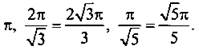 π, 2π/√3 = 2√3π/3, π/√5 = √5π/5.